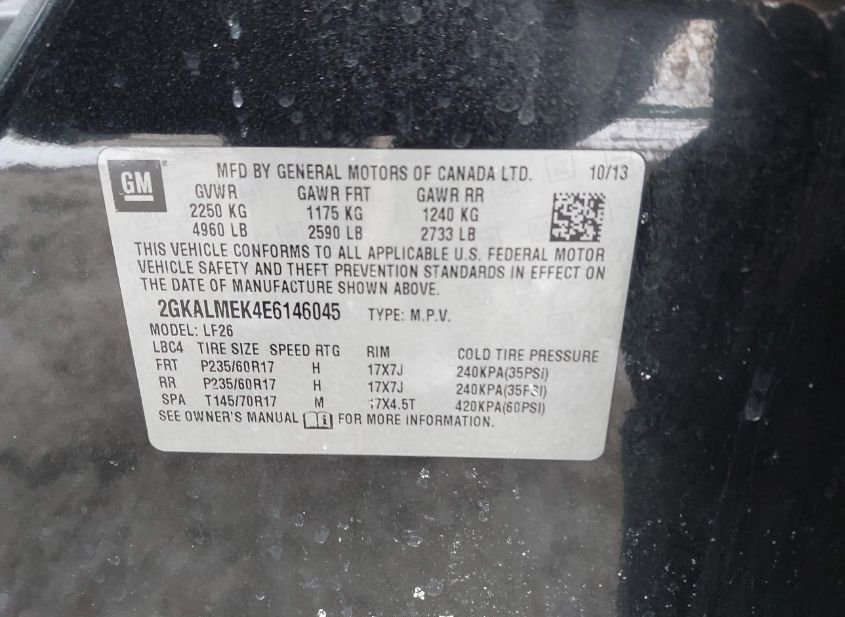 GM
MFD BY GENERAL MOTORS OF CANADA LTD. 10/13
GVWR GAWR FRT GAWR RR
2250 KG 1175 KG 1240 KG
4960 LB 2590 LB 2733 LB
THIS VEHICLE CONFORMS TO ALL APPLICABLE U.S. FEDERAL MOTOR
VEHICLE SAFETY AND THEFT PREVENTION STANDARDS IN EFFECT ON
THE DATE OF MANUFACTURE SHOWN ABOVE.
2GKALMEK4E6146045 TYPE: M.P.V.
MODEL: LF26
LBC4 TIRE SIZE SPEED RTG RIM COLD TIRE PRESSURE
FRT P235/60R17 H 17X7J 240KPA(35PSI)
RR P235/60R17 H 17X7J 240KPA(35PSI)
SPA T145/70R17 M 17X4.5T 420KPA(60PSI)
SEE OWNER'S MANUAL i FOR MORE INFORMATION.